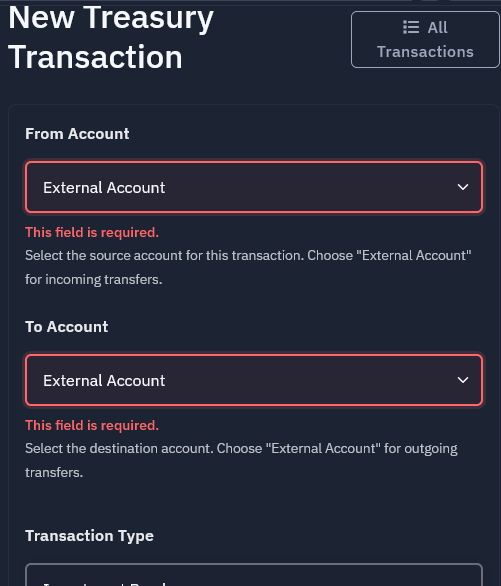 New Treasury
Transaction
All
Transactions
From Account
External Account
This field is required.
Select the source account for this transaction. Choose "External Account"
for incoming transfers.
To Account
External Account
This field is required.
Select the destination account. Choose "External Account" for outgoing
transfers.
Transaction Type